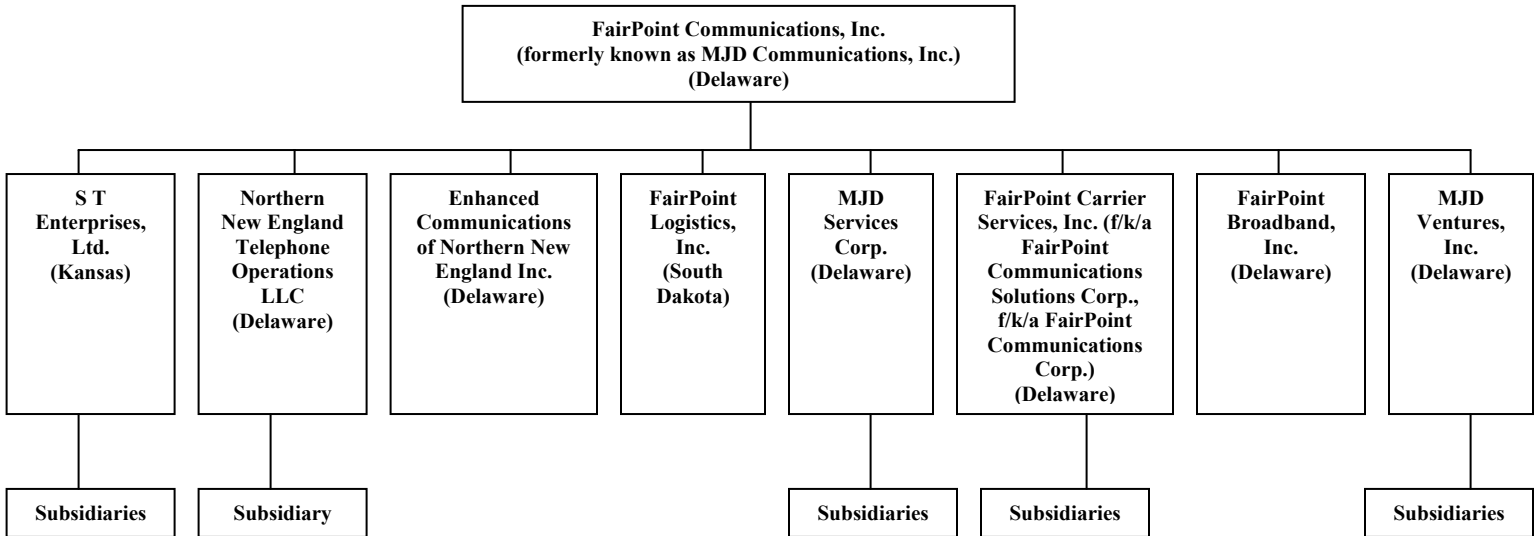 FairPoint Communications, Inc.
(formerly known as MJD Communications, Inc.)
(Delaware)
S T
Enterprises,
Ltd.
(Kansas)
Northern
New England
Telephone
Operations
LLC
(Delaware)
Enhanced
Communications
of Northern New
England Inc.
(Delaware)
FairPoint
Logistics,
Inc.
(South
Dakota)
MJD
Services
Corp.
(Delaware)
FairPoint Carrier
Services, Inc. (f/k/a
FairPoint
Communications
Solutions Corp.,
f/k/a FairPoint
Communications
Corp.)
(Delaware)
FairPoint
Broadband,
Inc.
(Delaware)
MJD
Ventures,
Inc.
(Delaware)
Subsidiaries
Subsidiary
Subsidiaries
Subsidiaries
Subsidiaries